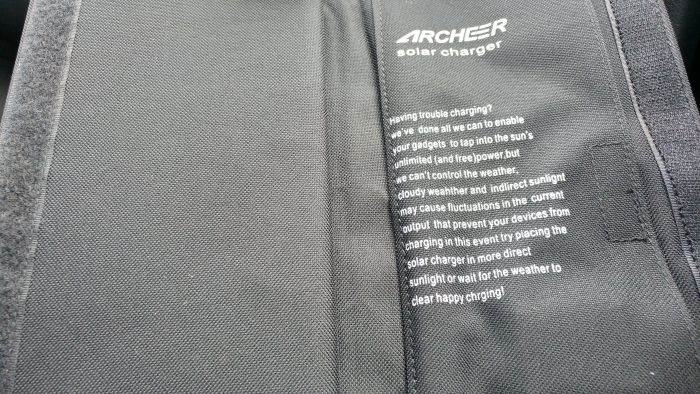 ARCHEER
solar charger
Having trouble charging?
we've done all we can to enable
your gadgets to tap into the sun's
unlimited (and free)power,but
we can't control the weather,
cloudy weahther and indlirect sunlignt
may cause fluctuations in the current
output that prevent your devices from
charging in this event try placing the
solar charger in more direct
sunlight or wait for the weather to
clear happy chrging!